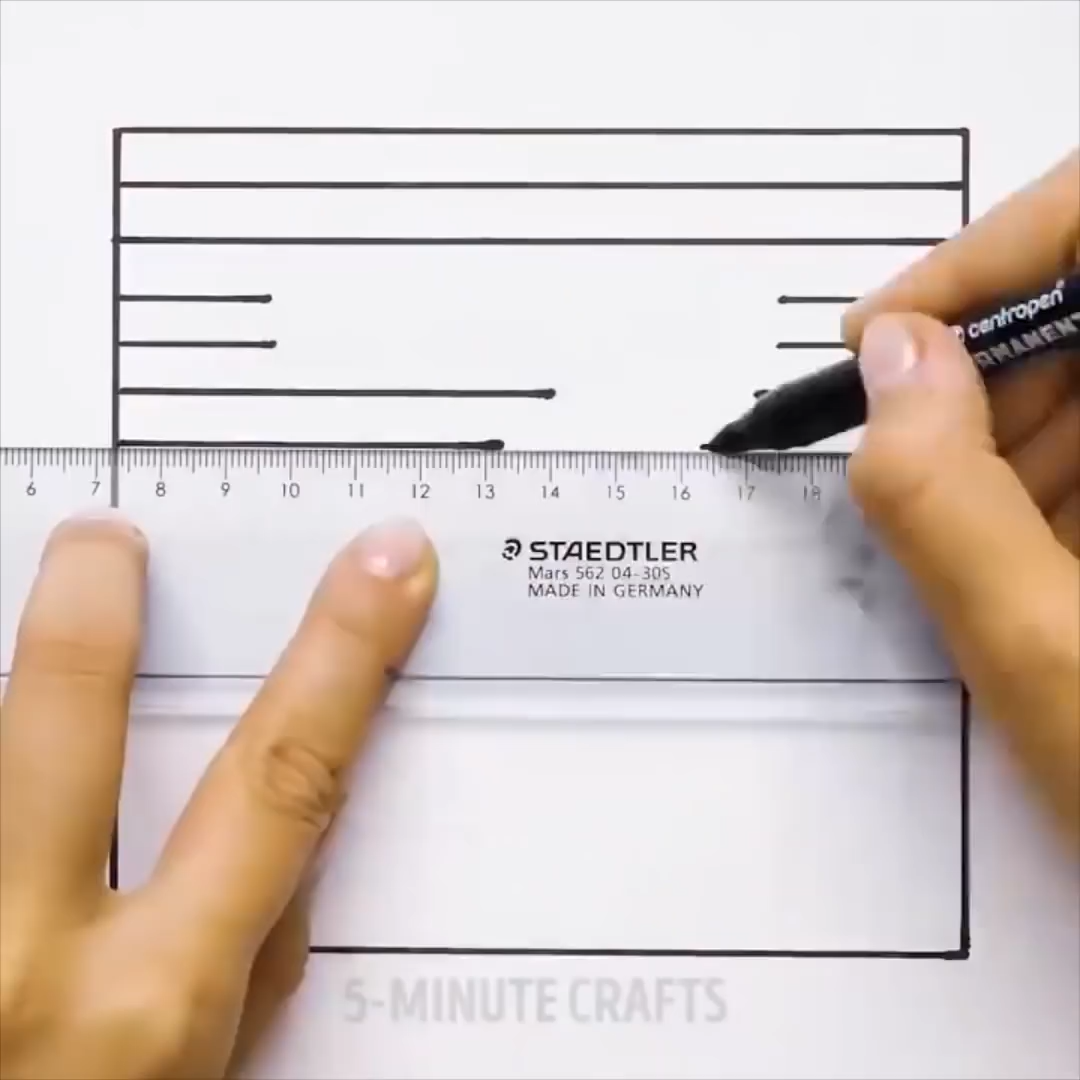 centropen
RMANENT
6 7 8 9 10 11 12 13 14 15 16 17 18
STAEDTLER
Mars 562 04-30S
MADE IN GERMANY
5-MINUTE CRAFTS